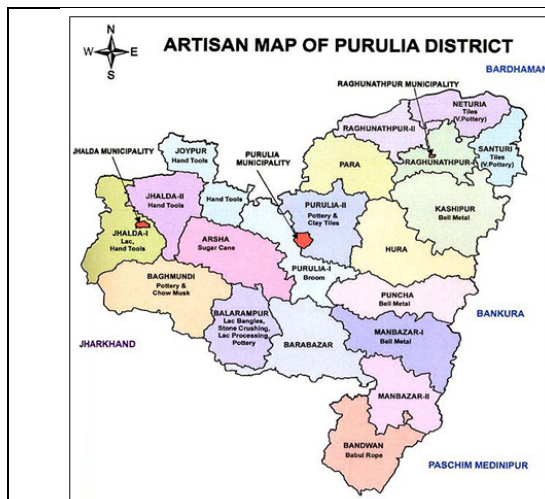 N
W E
S
ARTISAN MAP OF PURULIA DISTRICT
BARDHAMAN
RAGHUNATHPUR MUNICIPALITY
NETURIA
Tiles
(V.Pottery)
RAGHUNATHPUR-II
JHALDA MUNICIPALITY
JOYPUR
Hand Tools
PURULIA
MUNICIPALITY
PARA
RAGHUNATHPUR-I
SANTURI
Tiles
(V.Pottery)
JHALDA-II
Hand Tools
Hand Tools
PURULIA-II
Pottery &
Clay Tiles
KASHIPUR
Bell Metal
JHALDA-I
Lac,
Hand Tools
ARSHA
Sugar Cane
HURA
BAGHMUNDI
Pottery &
Chow Musk
PURULIA-I
Broom
PUNCHA
Bell Metal
BALARAMPUR
Lac Bangles,
Stone Crushing,
Lac Processing,
Pottery
BANKURA
MANBAZAR-I
Bell Metal
JHARKHAND
BARABAZAR
MANBAZAR-II
BANDWAN
Babul Rope
PASCHIM MEDINIPUR